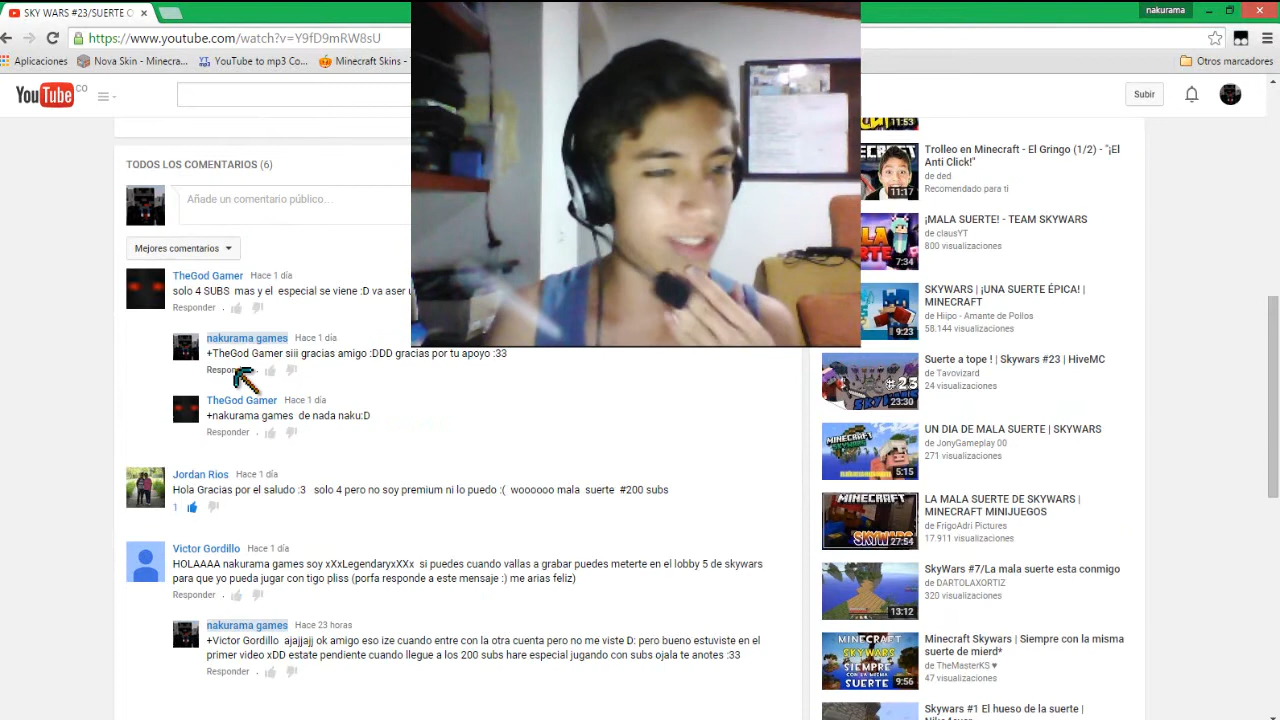 SKY WARS #23/SUERTE O
nakurama
https://www.youtube.com/watch?v=Y9fD9mRW8sU
Aplicaciones
Nova Skin - Minecra...
YouTube to mp3 Co...
Minecraft Skins -
Otros marcadores
YouTube CO
Subir
TODOS LOS COMENTARIOS (6)
Añade un comentario público...
Mejores comentarios
TheGod Gamer Hace 1 día
solo 4 SUBS mas y el especial se viene :D va aser u
Responder
nakurama games Hace 1 día
+TheGod Gamer siii gracias amigo :DDD gracias por tu apoyo :33
TheGod Gamer Hace 1 día
+nakurama games de nada naku:D
Responder
Jordan Rios Hace 1 día
Hola Gracias por el saludo :3 solo 4 pero no soy premium ni lo puedo :( woooooo mala suerte #200 subs
1
Victor Gordillo Hace 1 día
HOLAAAA nakurama games soy xXxLegendaryxXXx si puedes cuando vallas a grabar puedes meterte en el lobby 5 de skywars
para que yo pueda jugar con tigo pliss (porfa responde a este mensaje :) me arias feliz)
Responder
nakurama games Hace 23 horas
+Victor Gordillo ajajjajj ok amigo eso ize cuando entre con la otra cuenta pero no me viste D: pero bueno estuviste en el
primer video xDD estate pendiente cuando llegue a los 200 subs hare especial jugando con subs ojala te anotes :33
Responder
11:53
Trolleo en Minecraft - El Gringo (1/2) - "¡El
Anti Click!"
de ded
Recomendado para ti
11:17
¡MALA SUERTE! - TEAM SKYWARS
de clausYT
800 visualizaciones
7:34
SKYWARS | ¡UNA SUERTE ÉPICA! |
MINECRAFT
de Hiipo - Amante de Pollos
58.144 visualizaciones
9:23
Suerte a tope ! | Skywars #23 | HiveMC
de Tavovizard
24 visualizaciones
#23
23:30
UN DIA DE MALA SUERTE | SKYWARS
de JonyGameplay 00
271 visualizaciones
MINECRAFT
SKYWARS
5:15
LA MALA SUERTE DE SKYWARS |
MINECRAFT MINIJUEGOS
de FrigoAdri Pictures
17.911 visualizaciones
MINECRAFT
SKYWARS
27:54
SkyWars #7/La mala suerte esta conmigo
de DARTOLAXORTIZ
320 visualizaciones
13:12
Minecraft Skywars | Siempre con la misma
suerte de mierd*
de TheMasterKS ♥
47 visualizaciones
MINECRAFT
SKYWARS
SIEMPRE
CON LA MISMA
SUERTE
9:56
Skywars #1 El hueso de la suerte |